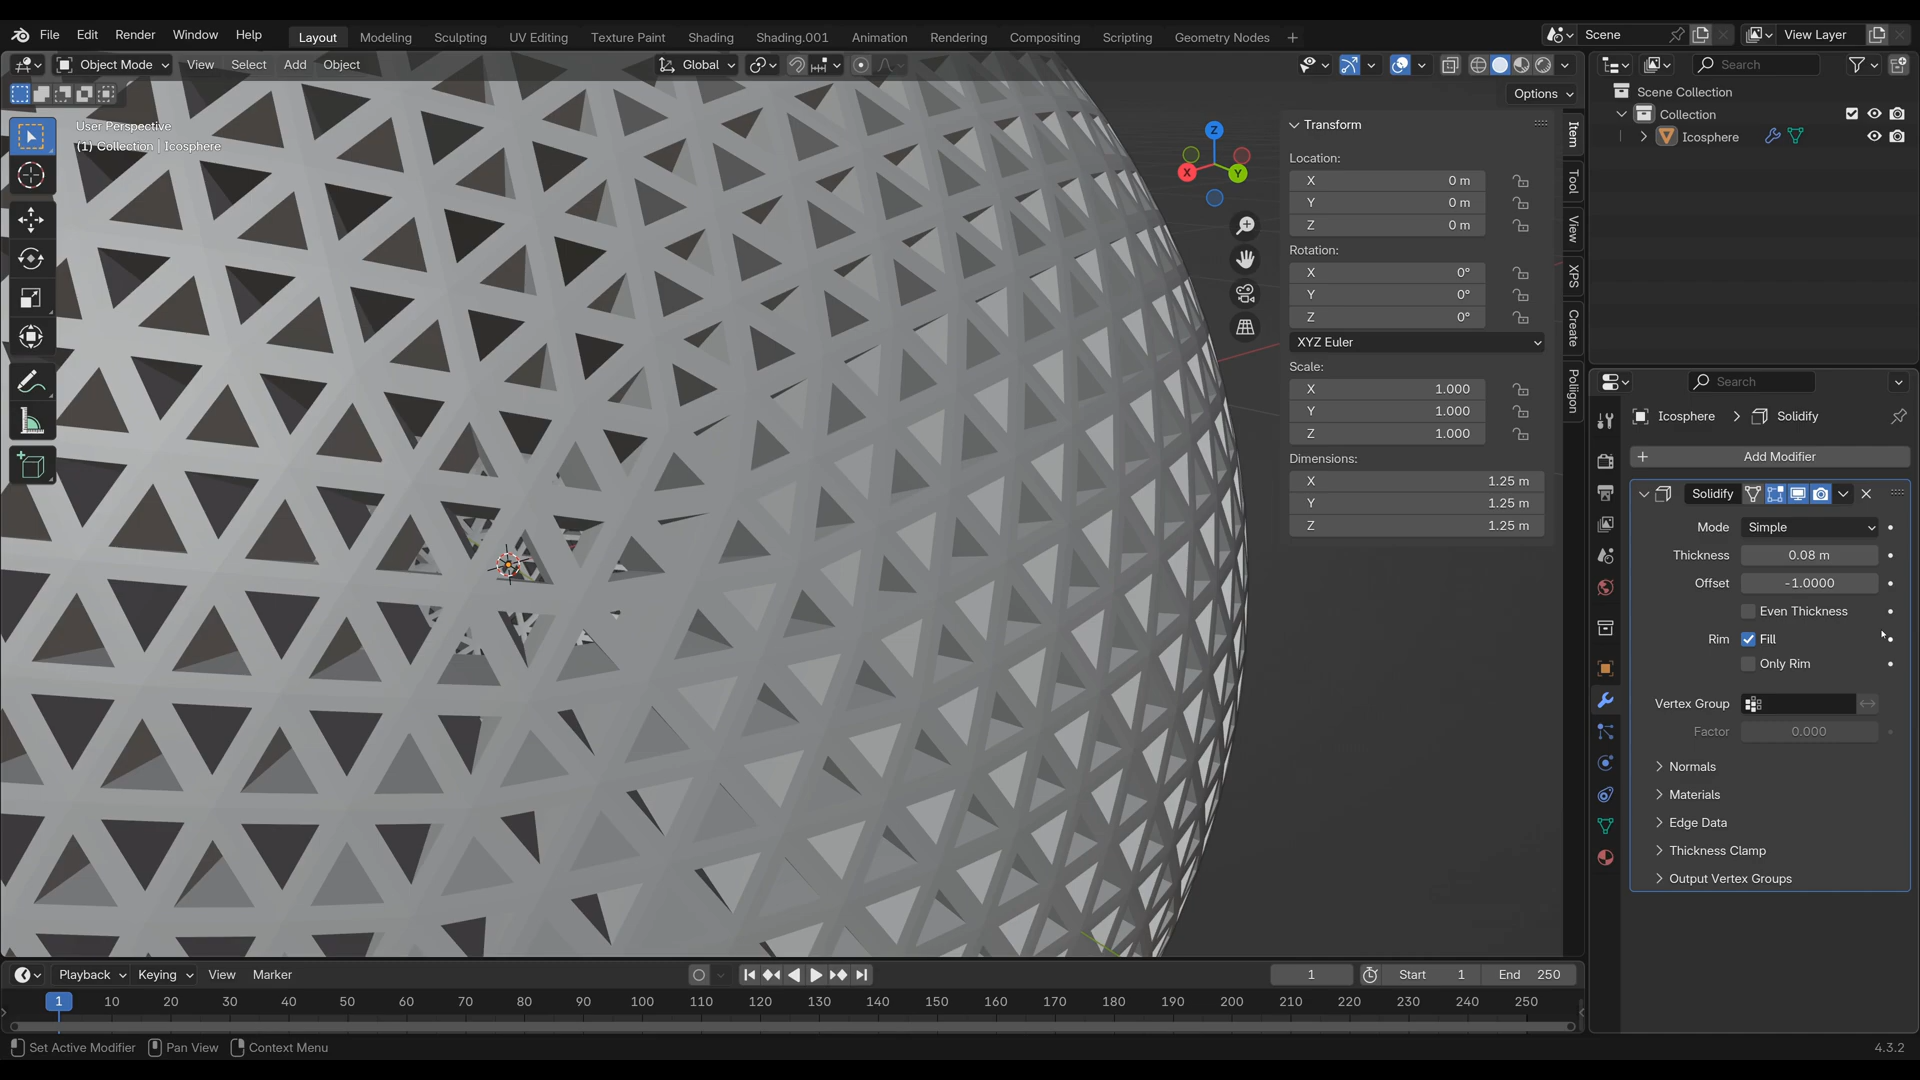 File Edit Render Window Help Layout Modeling Sculpting UV Editing Texture Paint Shading Shading.001 Animation Rendering Compositing Scripting Geometry Nodes + Scene View Layer
Object Mode View Select Add Object Global
Options
User Perspective
(1) Collection | Icosphere
Z
X
Y
Transform
Location:
X 0 m
Y 0 m
Z 0 m
Rotation:
X 0°
Y 0°
Z 0°
XYZ Euler
Scale:
X 1.000
Y 1.000
Z 1.000
Dimensions:
X 1.25 m
Y 1.25 m
Z 1.25 m
Item
Tool
View
XPS
Create
Poliigon
Search
Scene Collection
Collection
Icosphere
Search
Icosphere > Solidify
+ Add Modifier
Solidify
Mode Simple
Thickness 0.08 m
Offset -1.0000
Even Thickness
Rim Fill
Only Rim
Vertex Group
Factor 0.000
Normals
Materials
Edge Data
Thickness Clamp
Output Vertex Groups
Playback Keying View Marker 1 Start 1 End 250
1 10 20 30 40 50 60 70 80 90 100 110 120 130 140 150 160 170 180 190 200 210 220 230 240 250
Set Active Modifier Pan View Context Menu 4.3.2